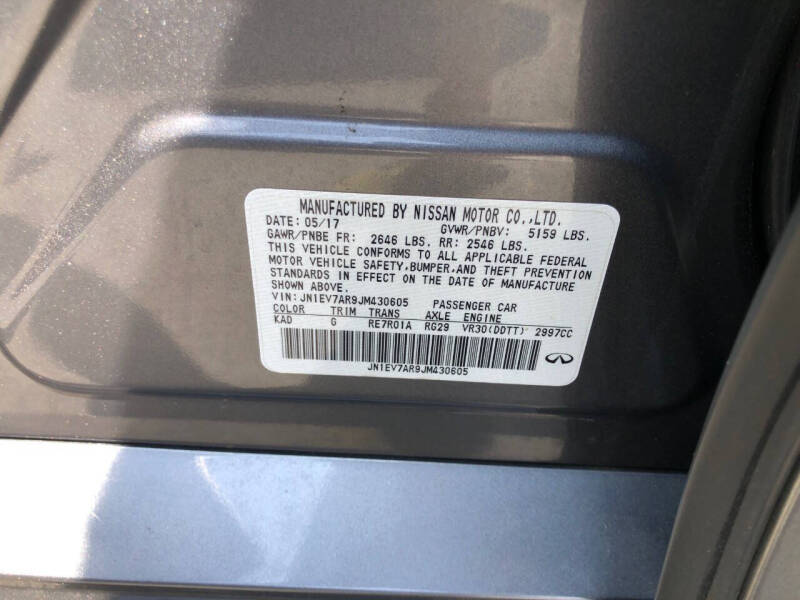 MANUFACTURED BY NISSAN MOTOR CO.,LTD.
DATE: 05/17 GVWR/PNBV: 5159 LBS.
GAWR/PNBE FR: 2646 LBS. RR: 2546 LBS.
THIS VEHICLE CONFORMS TO ALL APPLICABLE FEDERAL
MOTOR VEHICLE SAFETY,BUMPER,AND THEFT PREVENTION
STANDARDS IN EFFECT ON THE DATE OF MANUFACTURE
SHOWN ABOVE.
VIN: JN1EV7AR9JM430605 PASSENGER CAR
COLOR TRIM TRANS AXLE ENGINE
KAD G RE7R01A RG29 VR30(DDTT) 2997CC
JN1EV7AR9JM430605